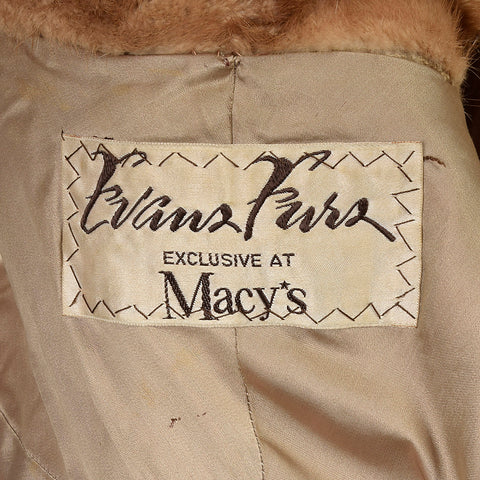 Evans Furs
EXCLUSIVE AT
Macy's